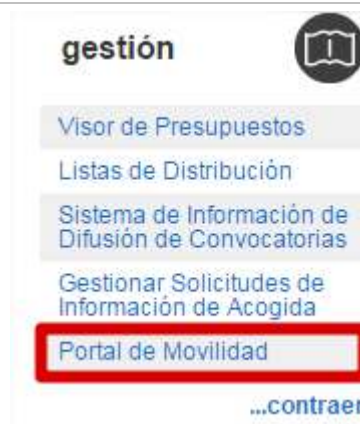 gestión
Visor de Presupuestos
Listas de Distribución
Sistema de Información de
Difusión de Convocatorias
Gestionar Solicitudes de
Información de Acogida
Portal de Movilidad
...contraer